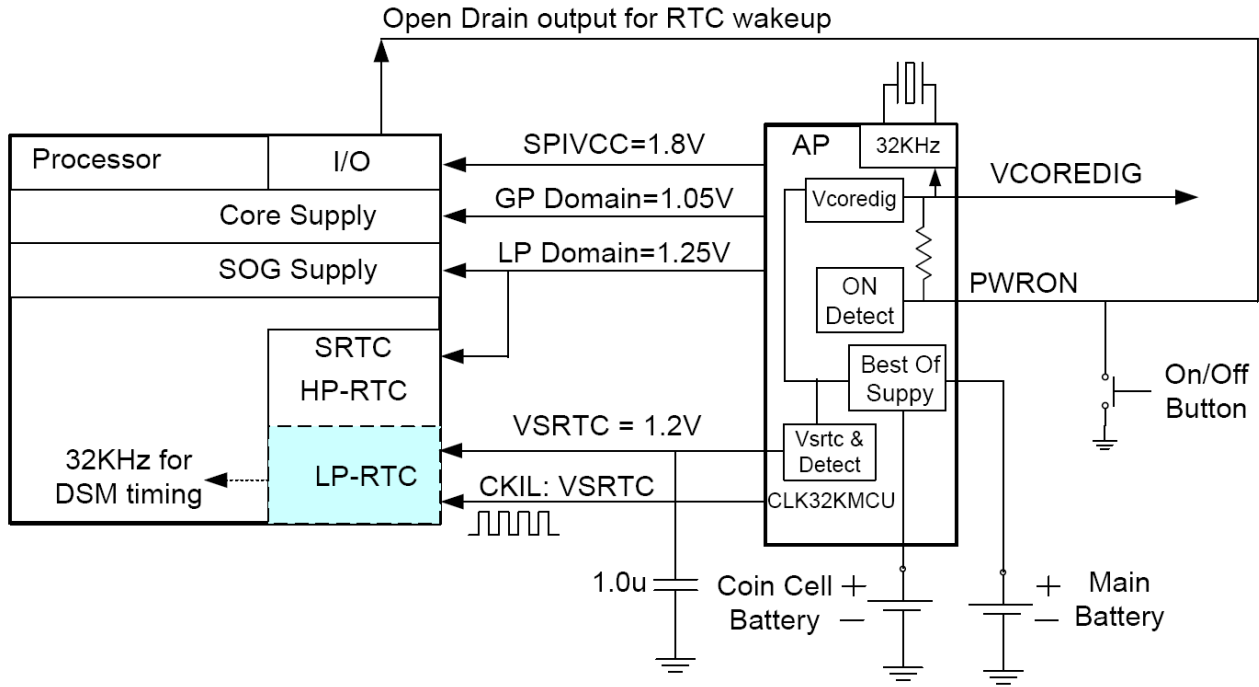 Open Drain output for RTC wakeup
Processor
I/O
Core Supply
SOG Supply
SRTC
HP-RTC
LP-RTC
32KHz for
DSM timing
SPIVCC=1.8V
GP Domain=1.05V
LP Domain=1.25V
VSRTC = 1.2V
CKIL: VSRTC
1.0u
AP
32KHz
Vcoredig
VCOREDIG
ON
Detect
PWRON
Best Of
Suppy
Vsrtc &
Detect
CLK32KMCU
On/Off
Button
Coin Cell
Battery
+
−
+
−
Main
Battery